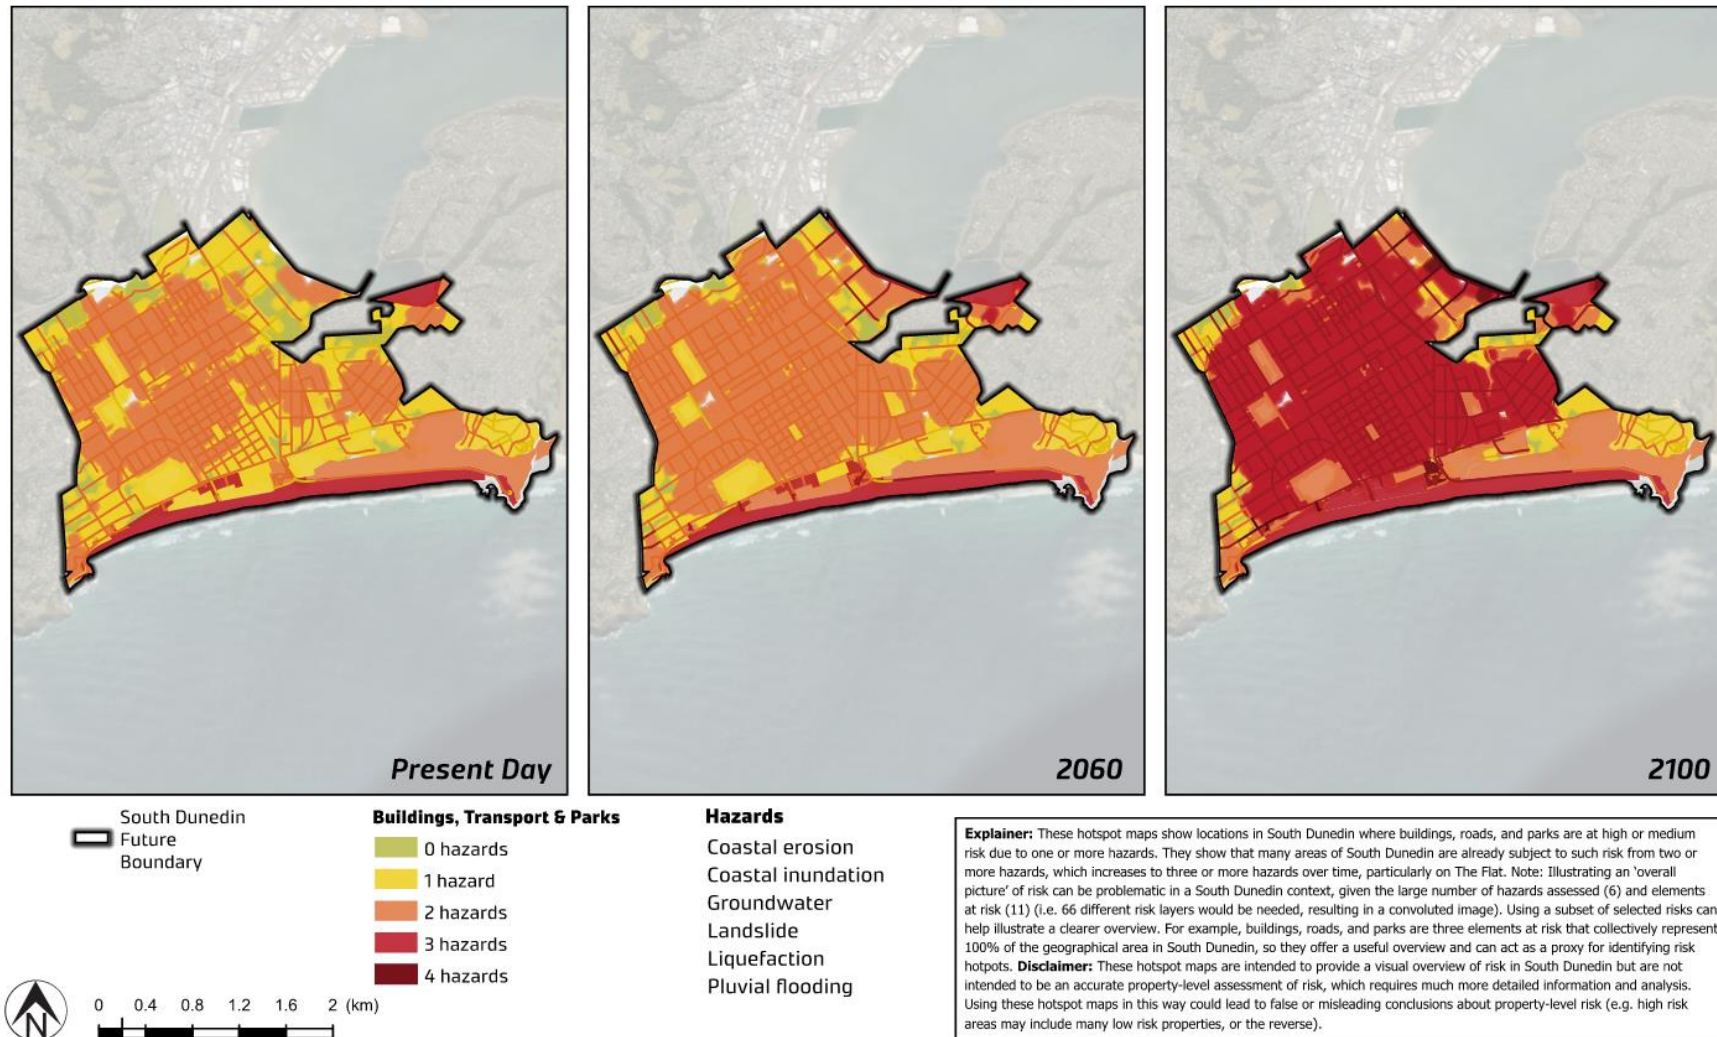 Present Day
2060
2100
South Dunedin
Future
Boundary
Buildings, Transport & Parks
0 hazards
1 hazard
2 hazards
3 hazards
4 hazards
Hazards
Coastal erosion
Coastal inundation
Groundwater
Landslide
Liquefaction
Pluvial flooding
N
0 0.4 0.8 1.2 1.6 2 (km)
Explainer: These hotspot maps show locations in South Dunedin where buildings, roads, and parks are at high or medium
risk due to one or more hazards. They show that many areas of South Dunedin are already subject to such risk from two or
more hazards, which increases to three or more hazards over time, particularly on The Flat. Note: Illustrating an 'overall
picture' of risk can be problematic in a South Dunedin context, given the large number of hazards assessed (6) and elements
at risk (11) (i.e. 66 different risk layers would be needed, resulting in a convoluted image). Using a subset of selected risks can
help illustrate a clearer overview. For example, buildings, roads, and parks are three elements at risk that collectively represent
100% of the geographical area in South Dunedin, so they offer a useful overview and can act as a proxy for identifying risk
hotpots. Disclaimer: These hotspot maps are intended to provide a visual overview of risk in South Dunedin but are not
intended to be an accurate property-level assessment of risk, which requires much more detailed information and analysis.
Using these hotspot maps in this way could lead to false or misleading conclusions about property-level risk (e.g. high risk
areas may include many low risk properties, or the reverse).